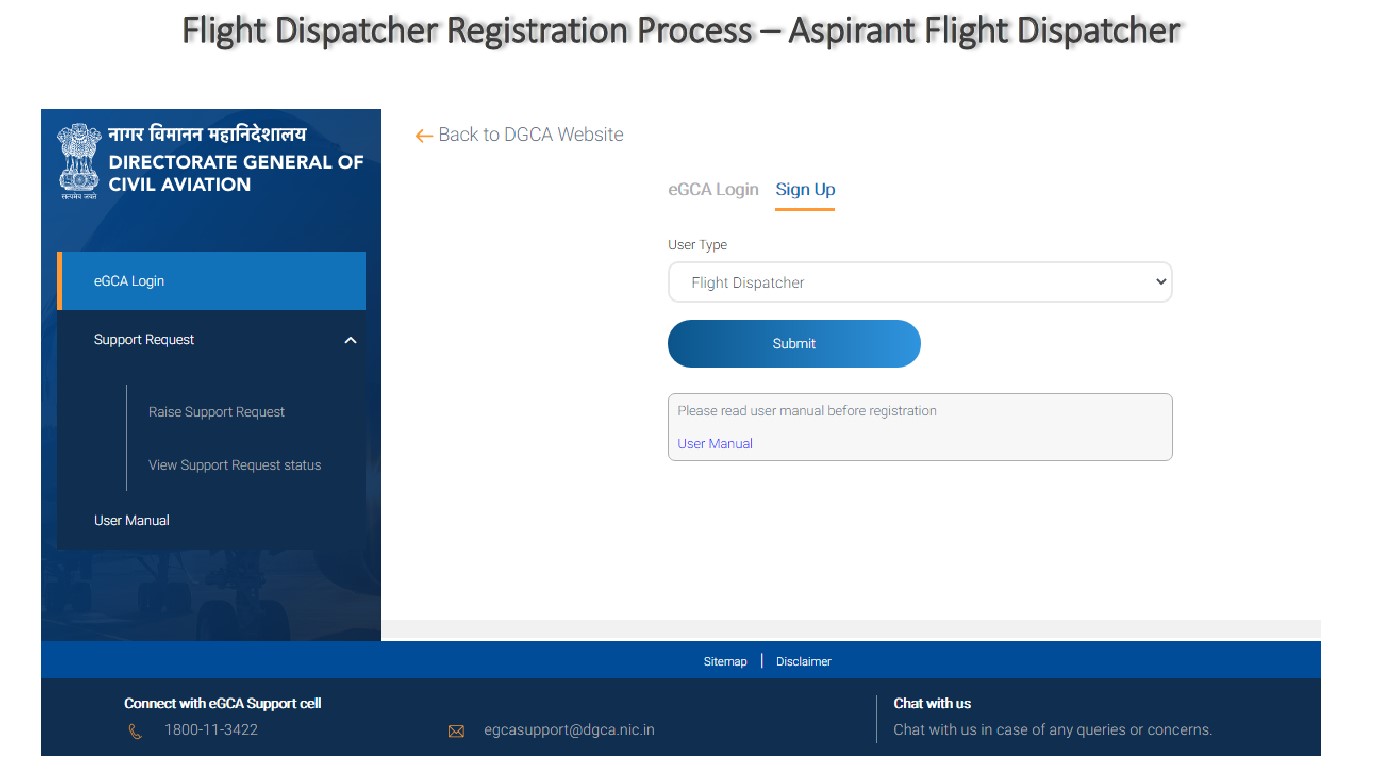 Flight Dispatcher Registration Process – Aspirant Flight Dispatcher
नागर विमानन महानिदेशालय
DIRECTORATE GENERAL OF
CIVIL AVIATION
सत्यमेव जयते
Back to DGCA Website
eGCA Login Sign Up
User Type
Flight Dispatcher
Submit
Please read user manual before registration
User Manual
eGCA Login
Support Request
Raise Support Request
View Support Request status
User Manual
Sitemap | Disclaimer
Connect with eGCA Support cell
1800-11-3422
egcasupport@dgca.nic.in
Chat with us
Chat with us in case of any queries or concerns.